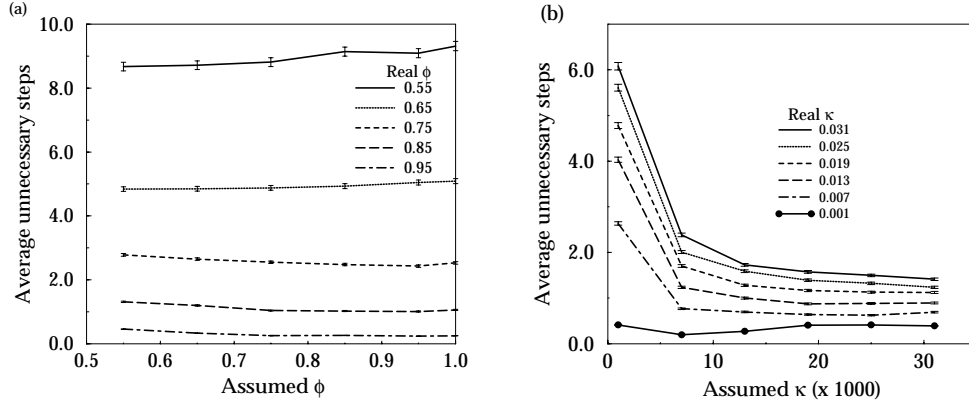 (a)
10.0
8.0
6.0
4.0
2.0
0.0
Average unnecessary steps
Real ϕ
0.55
0.65
0.75
0.85
0.95
0.5 0.6 0.7 0.8 0.9 1.0
Assumed ϕ
(b)
6.0
4.0
2.0
0.0
Average unnecessary steps
Real κ
0.031
0.025
0.019
0.013
0.007
0.001
0 10 20 30
Assumed κ (x 1000)